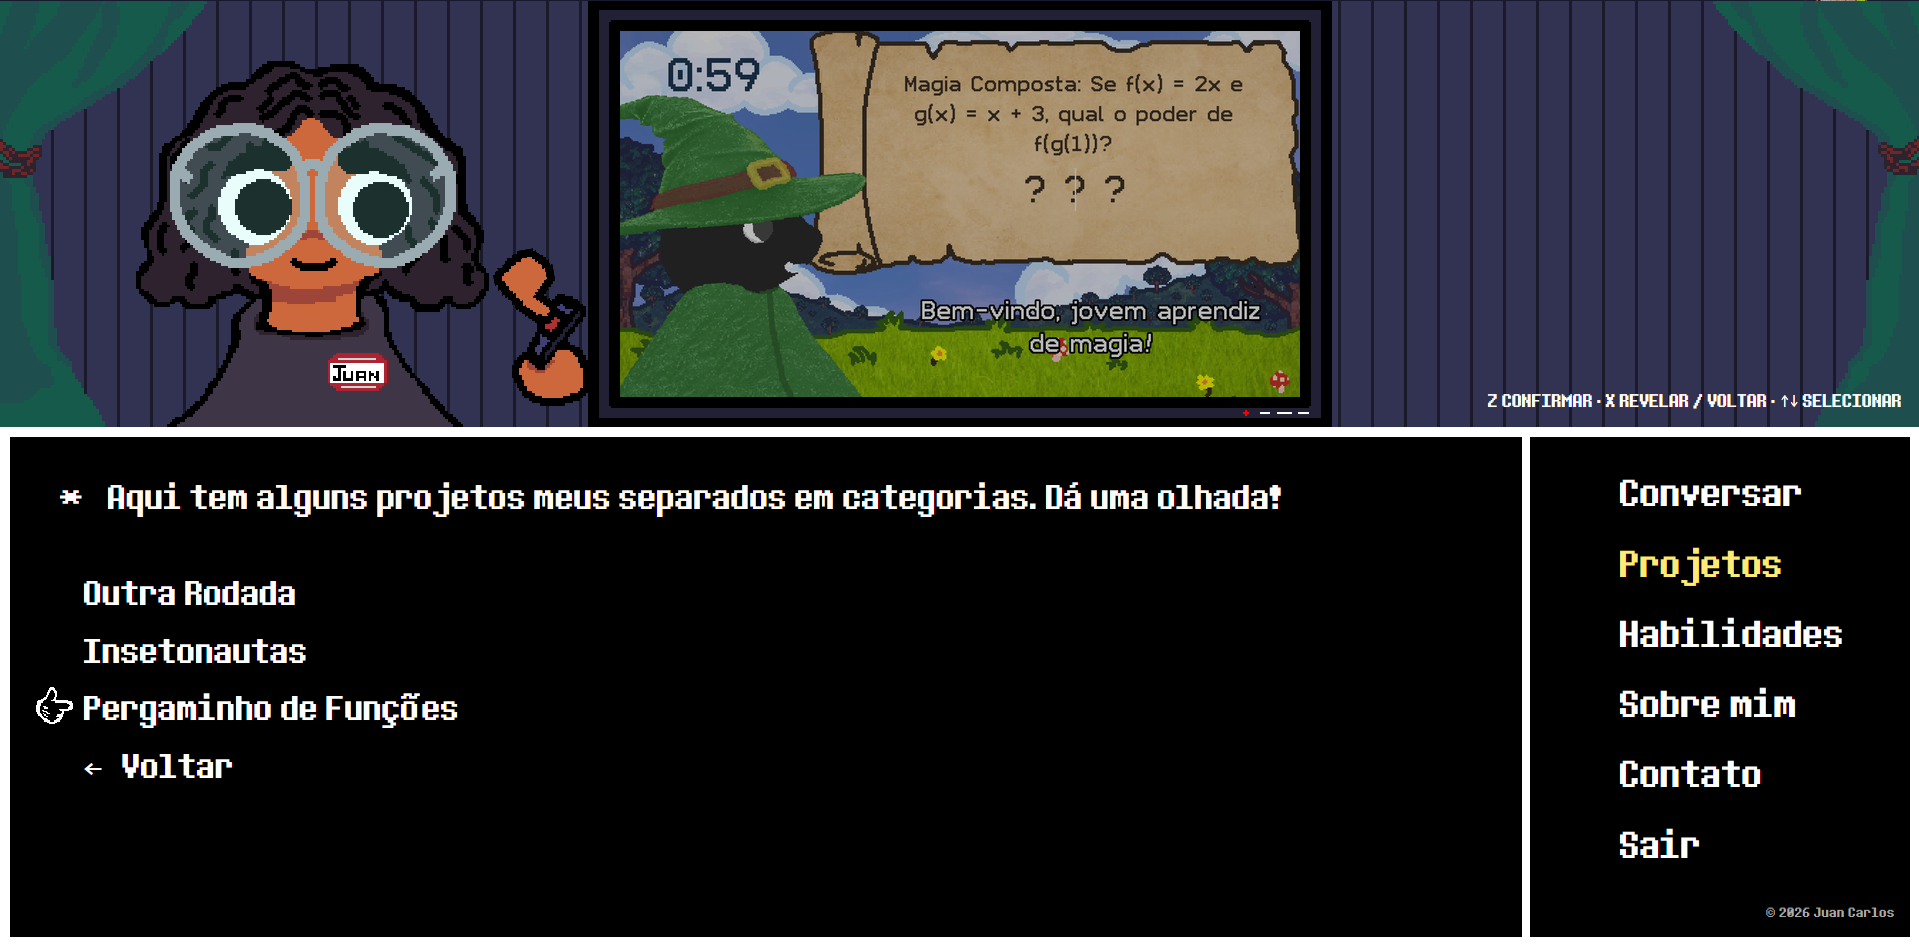 0:59
Magia Composta: Se f(x) = 2x e
g(x) = x + 3, qual o poder de
f(g(1))?
? ? ?
Bem-vindo, jovem aprendiz
de magia!
JUAN
Z CONFIRMAR · X REVELAR / VOLTAR · ↑↓ SELECIONAR
* Aqui tem alguns projetos meus separados em categorias. Dá uma olhada!
Outra Rodada
Insetonautas
Pergaminho de Funções
← Voltar
Conversar
Projetos
Habilidades
Sobre mim
Contato
Sair
© 2026 Juan Carlos